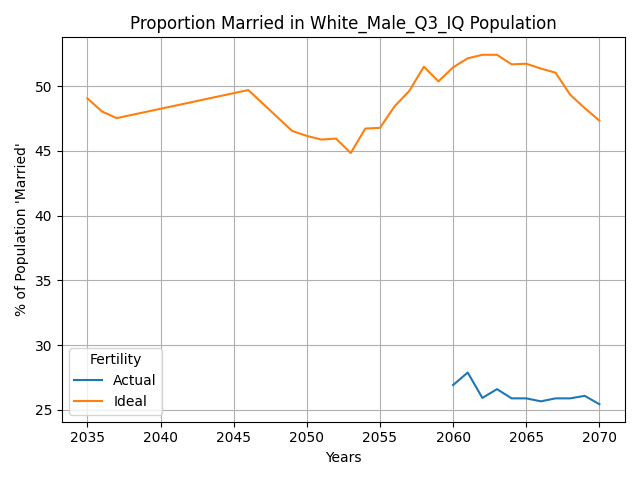 Proportion Married in White_Male_Q3_IQ Population
% of Population 'Married'
50
45
40
35
30
25
Fertility
Actual
Ideal
2035 2040 2045 2050 2055 2060 2065 2070
Years